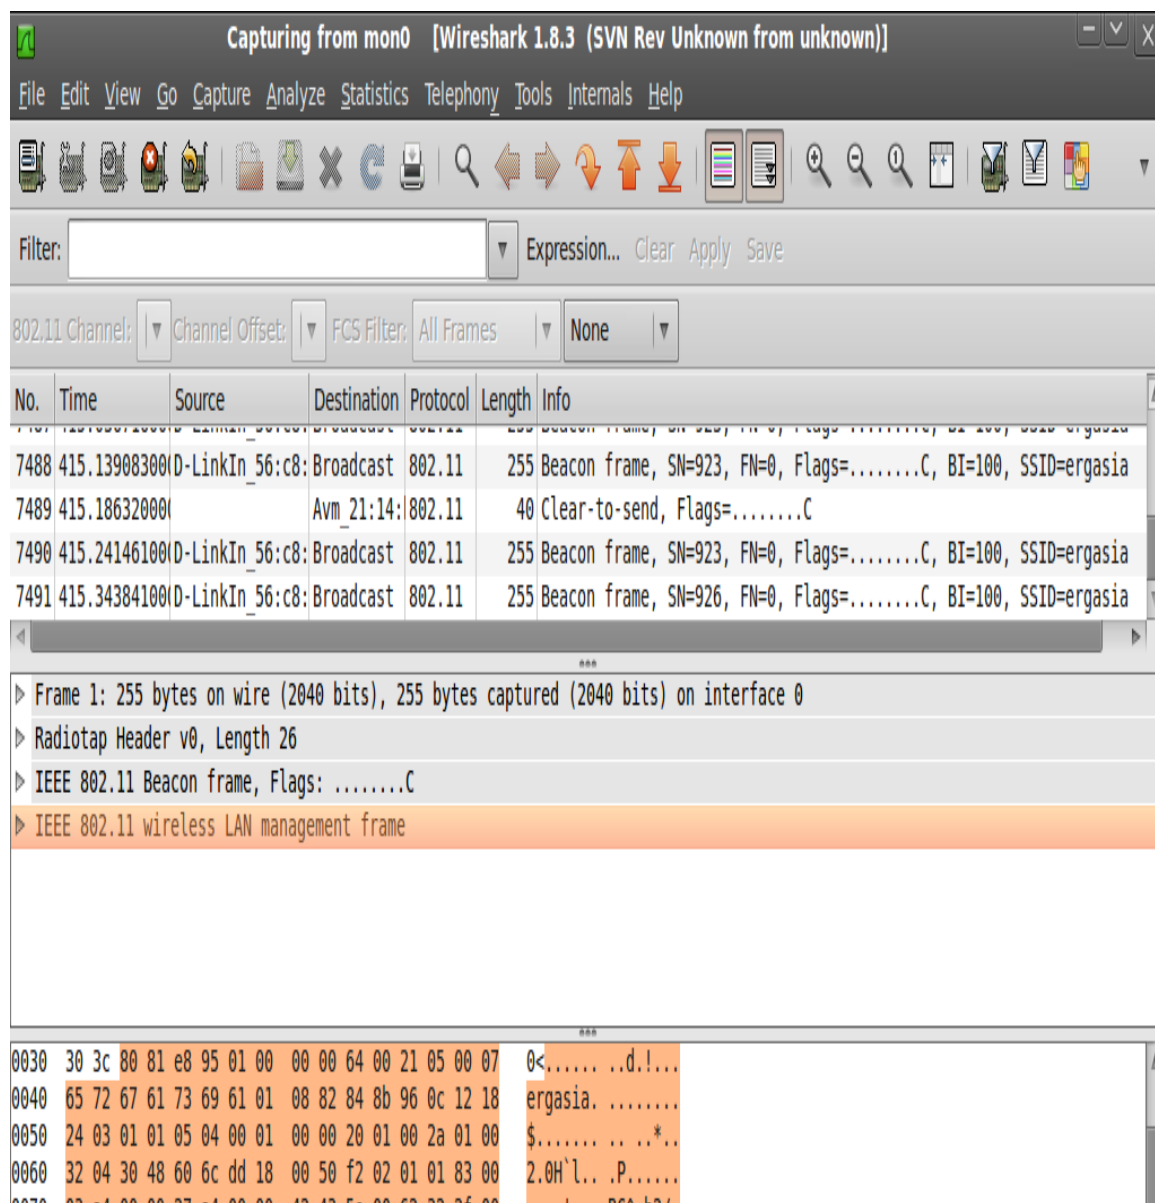 Capturing from mon0 [Wireshark 1.8.3 (SVN Rev Unknown from unknown)]
File Edit View Go Capture Analyze Statistics Telephony Tools Internals Help
Filter: Expression... Clear Apply Save
802.11 Channel: Channel Offset: FCS Filter: All Frames None
No. Time Source Destination Protocol Length Info
7488 415.139083000 D-LinkIn_56:c8: Broadcast 802.11 255 Beacon frame, SN=923, FN=0, Flags=........C, BI=100, SSID=ergasia
7489 415.186320000 Avm_21:14: 802.11 40 Clear-to-send, Flags=........C
7490 415.241461000 D-LinkIn_56:c8: Broadcast 802.11 255 Beacon frame, SN=923, FN=0, Flags=........C, BI=100, SSID=ergasia
7491 415.343841000 D-LinkIn_56:c8: Broadcast 802.11 255 Beacon frame, SN=926, FN=0, Flags=........C, BI=100, SSID=ergasia
Frame 1: 255 bytes on wire (2040 bits), 255 bytes captured (2040 bits) on interface 0
Radiotap Header v0, Length 26
IEEE 802.11 Beacon frame, Flags: ........C
IEEE 802.11 wireless LAN management frame
0030 30 3c 80 81 e8 95 01 00 00 00 64 00 21 05 00 07 0<...... ..d.!...
0040 65 72 67 61 73 69 61 01 08 82 84 8b 96 0c 12 18 ergasia. ........
0050 24 03 01 01 05 04 00 01 00 00 20 01 00 2a 01 00 $....... .. ..*..
0060 32 04 30 48 60 6c dd 18 00 50 f2 02 01 01 83 00 2.0H`l.. .P......